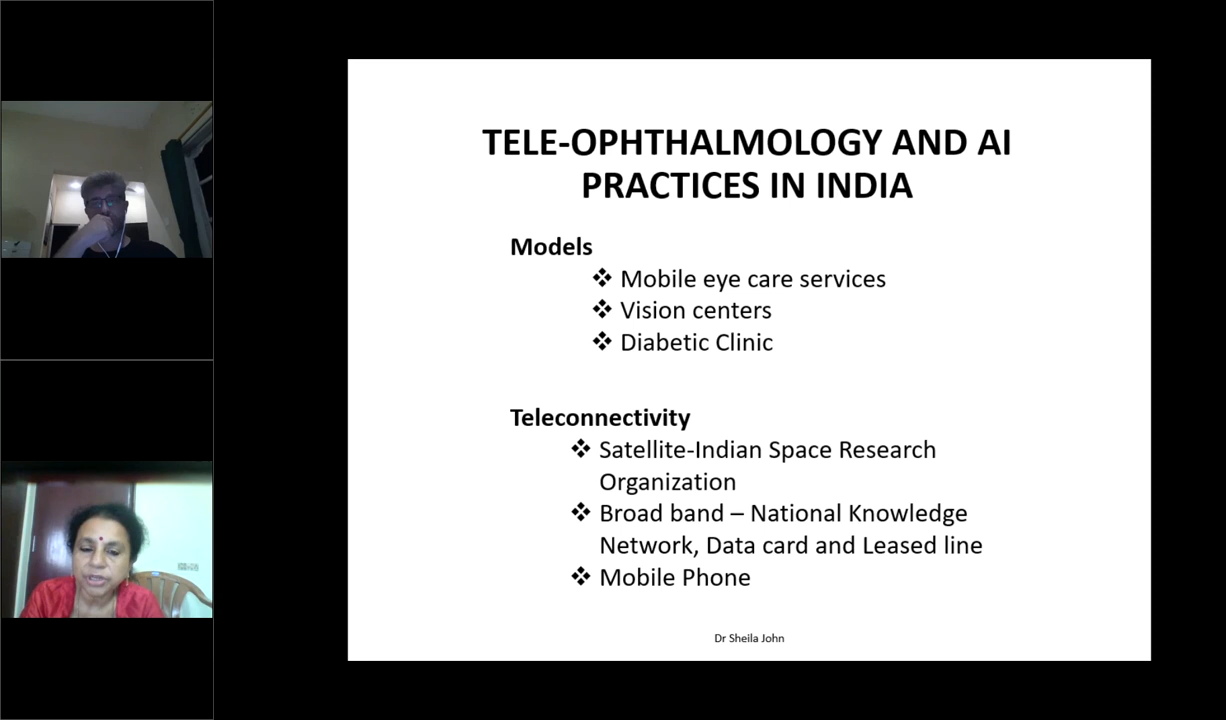 TELE-OPHTHALMOLOGY AND AI
PRACTICES IN INDIA
Models
❖ Mobile eye care services
❖ Vision centers
❖ Diabetic Clinic
Teleconnectivity
❖ Satellite-Indian Space Research
Organization
❖ Broad band – National Knowledge
Network, Data card and Leased line
❖ Mobile Phone
Dr Sheila John